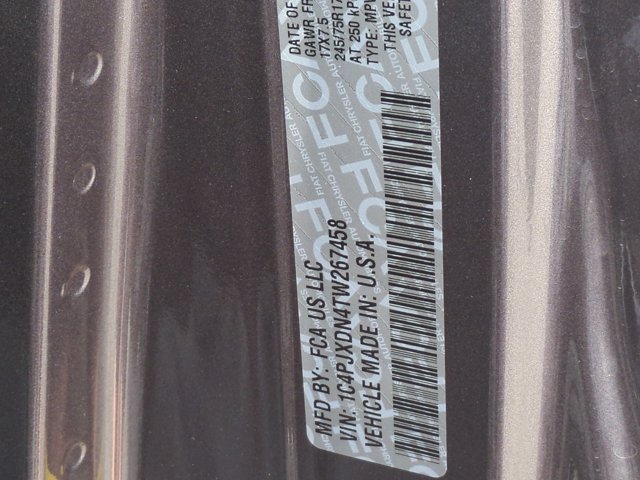 DATE OF
GAWR FR
17X7.5
245/75R17
AT 250 kP
TYPE: MPV
THIS VE
SAFET
MFD BY: FCA US LLC
VIN: 1C4PJXDN4TW267458
VEHICLE MADE IN: U.S.A.